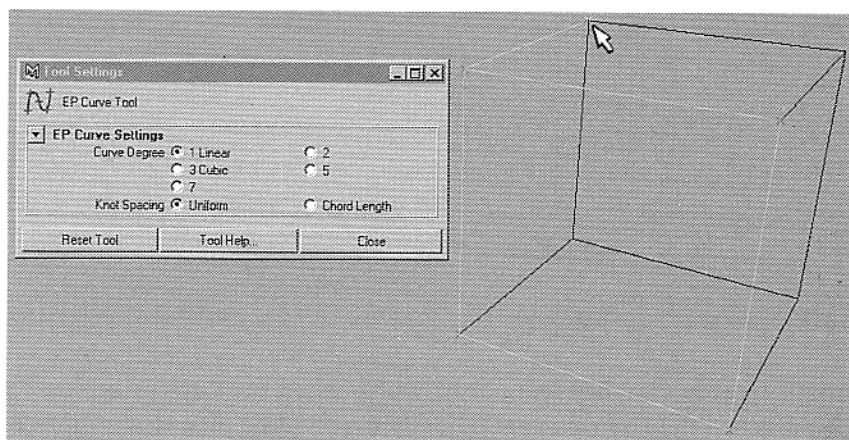 Tool Settings
EP Curve Tool
EP Curve Settings
Curve Degree 1 Linear 2
3 Cubic 5
7
Knot Spacing Uniform Chord Length
Reset Tool Tool Help... Close